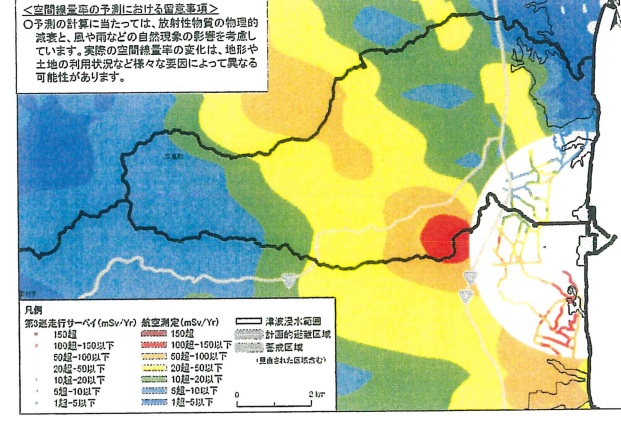 <空間線量率の予測における留意事項>
○予測の計算に当たっては、放射性物質の物理的
減衰と、風や雨などの自然現象の影響を考慮し
ています。実際の空間線量率の変化は、地形や
土地の利用状況など様々な要因によって異なる
可能性があります。
凡例
第3巡走行サーベイ(mSv/Yr) 航空測定(mSv/Yr) 津波浸水範囲
150超 150超 計画的避難区域
100超-150以下 100超-150以下 警戒区域
50超-100以下 50超-100以下 (見直された区域含む)
20超-50以下 20超-50以下
10超-20以下 10超-20以下
5超-10以下 5超-10以下
1超-5以下 1超-5以下
0 2 km